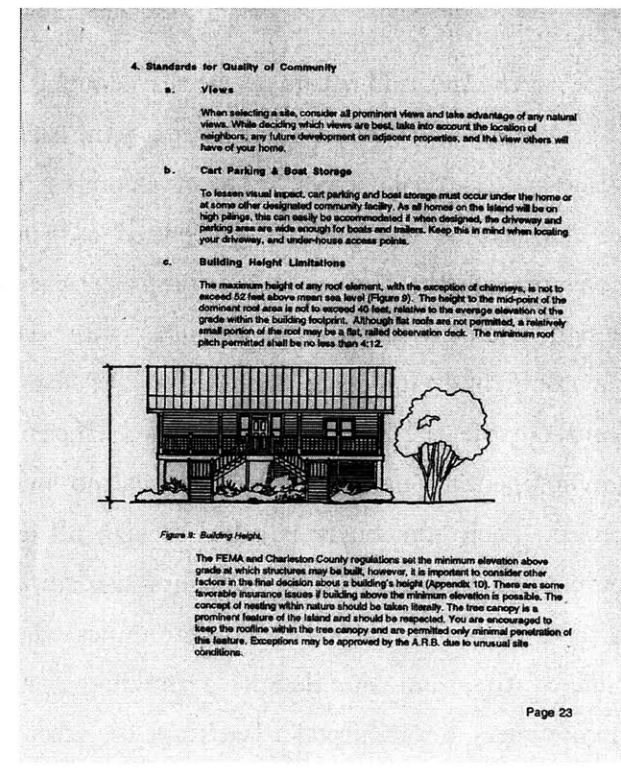 4. Standards for Quality of Community
a. Views
When selecting a site, consider all prominent views and take advantage of any natural
views. While deciding which views are best, take into account the location of
neighbors, any future development on adjacent properties, and the view others will
have of your home.
b. Cart Parking & Boat Storage
To lessen visual impact, cart parking and boat storage must occur under the home or
at some other designated community facility. As all homes on the Island will be on
high pilings, this can easily be accommodated if when designed, the driveway and
parking area are wide enough for boats and trailers. Keep this in mind when locating
your driveway, and under-house access points.
c. Building Height Limitations
The maximum height of any roof element, with the exception of chimneys, is not to
exceed 52 feet above mean sea level (Figure 9). The height to the mid-point of the
dominant roof area is not to exceed 40 feet, relative to the average elevation of the
grade within the building footprint. Although flat roofs are not permitted, a relatively
small portion of the roof may be a flat, railed observation deck. The minimum roof
pitch permitted shall be no less than 4:12.
Figure 9: Building Height.
The FEMA and Charleston County regulations set the minimum elevation above
grade at which structures may be built, however, it is important to consider other
factors in the final decision about a building's height (Appendix 10). There are some
favorable insurance issues if building above the minimum elevation is possible. The
concept of nesting within nature should be taken literally. The tree canopy is a
prominent feature of the Island and should be respected. You are encouraged to
keep the roofline within the tree canopy and are permitted only minimal penetration of
this feature. Exceptions may be approved by the A.R.B. due to unusual site
conditions.
Page 23